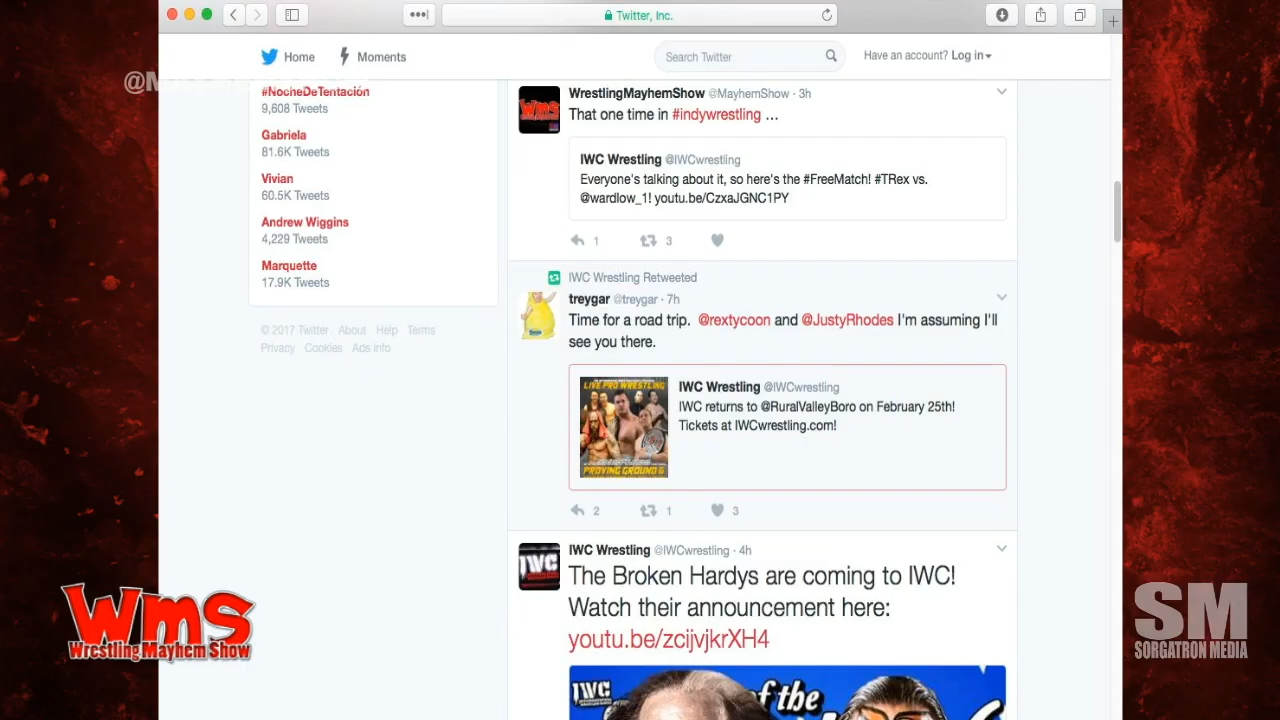 Twitter, Inc.
Home
Moments
Search Twitter
Have an account? Log in
@M
#NocheDeTentación
9,608 Tweets
Gabriela
81.6K Tweets
Vivian
60.5K Tweets
Andrew Wiggins
4,229 Tweets
Marquette
17.9K Tweets
© 2017 Twitter About Help Terms
Privacy Cookies Ads info
wms
WrestlingMayhemShow @MayhemShow · 3h
That one time in #indywrestling ...
IWC Wrestling @IWCwrestling
Everyone's talking about it, so here's the #FreeMatch! #TRex vs.
@wardlow_1! youtu.be/CzxaJGNC1PY
1 3
IWC Wrestling Retweeted
treygar @treygar · 7h
Time for a road trip. @rextycoon and @JustyRhodes I'm assuming I'll
see you there.
LIVE PRO WRESTLING
PROVING GROUND 6
IWC Wrestling @IWCwrestling
IWC returns to @RuralValleyBoro on February 25th!
Tickets at IWCwrestling.com!
2 1 3
IWC
IWC Wrestling @IWCwrestling · 4h
The Broken Hardys are coming to IWC!
Watch their announcement here:
youtu.be/zcijvjkrXH4
IWC
of the
Wms
Wrestling Mayhem Show
SM
SORGATRON MEDIA